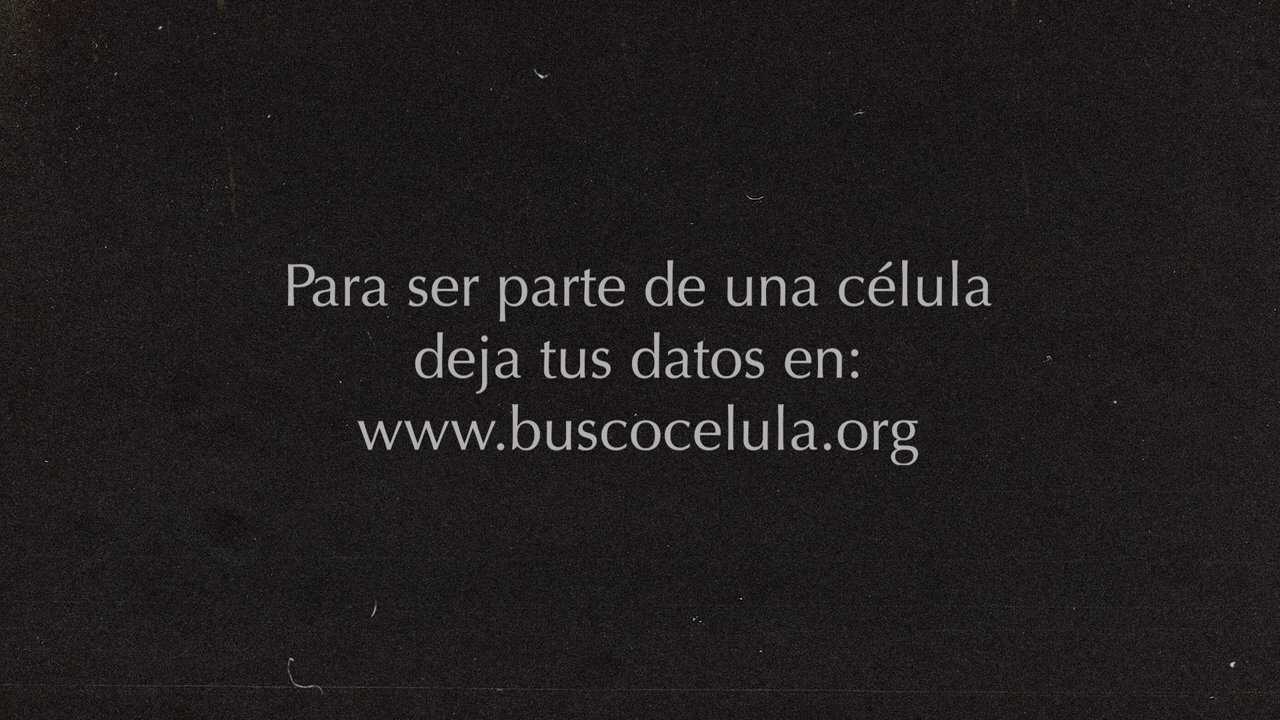 Para ser parte de una célula
deja tus datos en:
www.buscocelula.org